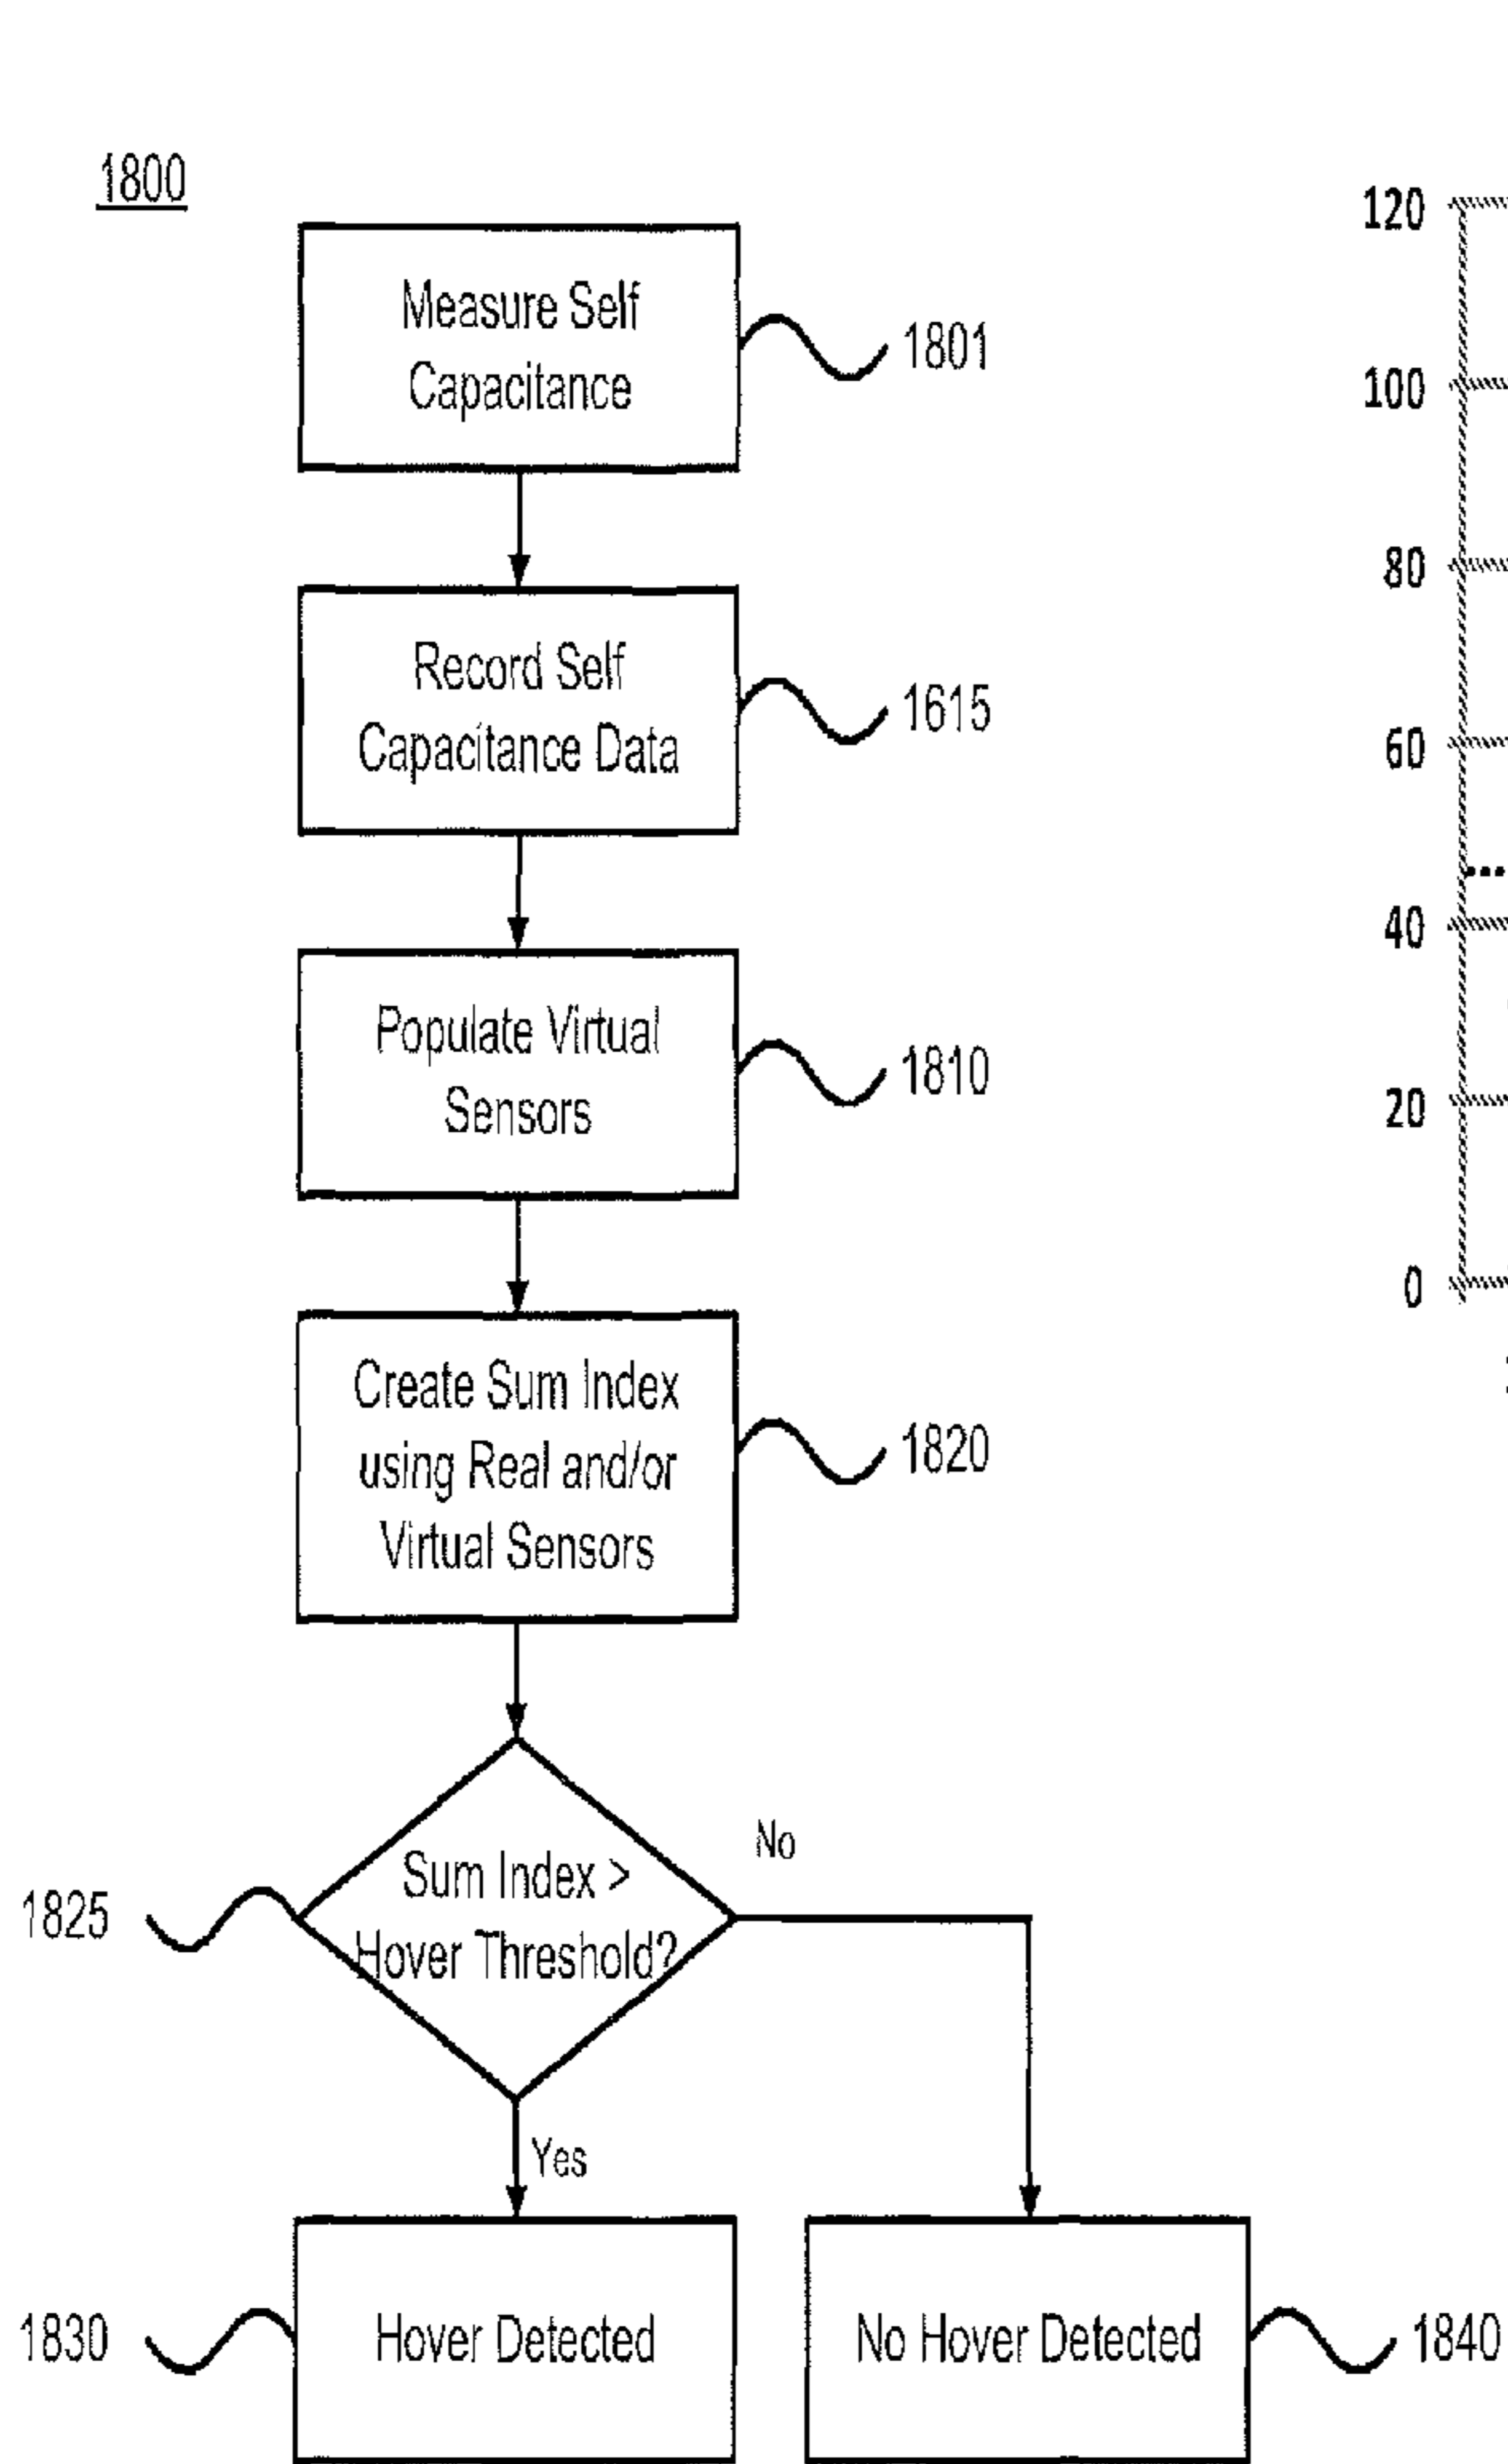 1800
Measure Self
Capacitance
1801
Record Self
Capacitance Data
1615
Populate Virtual
Sensors
1810
Create Sum Index
using Real and/or
Virtual Sensors
1820
Sum Index >
Hover Threshold?
1825
No
Yes
Hover Detected
1830
No Hover Detected
1840
120
100
80
60
40
20
0